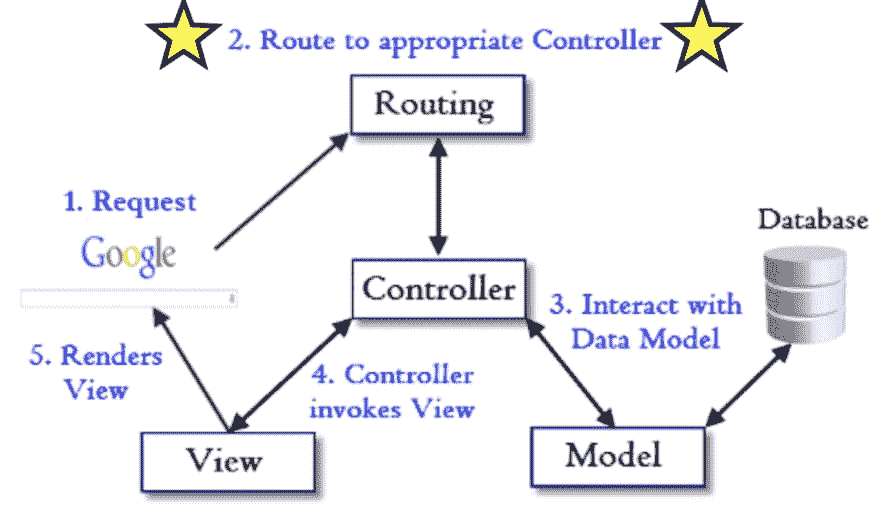 2. Route to appropriate Controller
Routing
1. Request
Google
Database
Controller
3. Interact with
Data Model
5. Renders
View
4. Controller
invokes View
View
Model